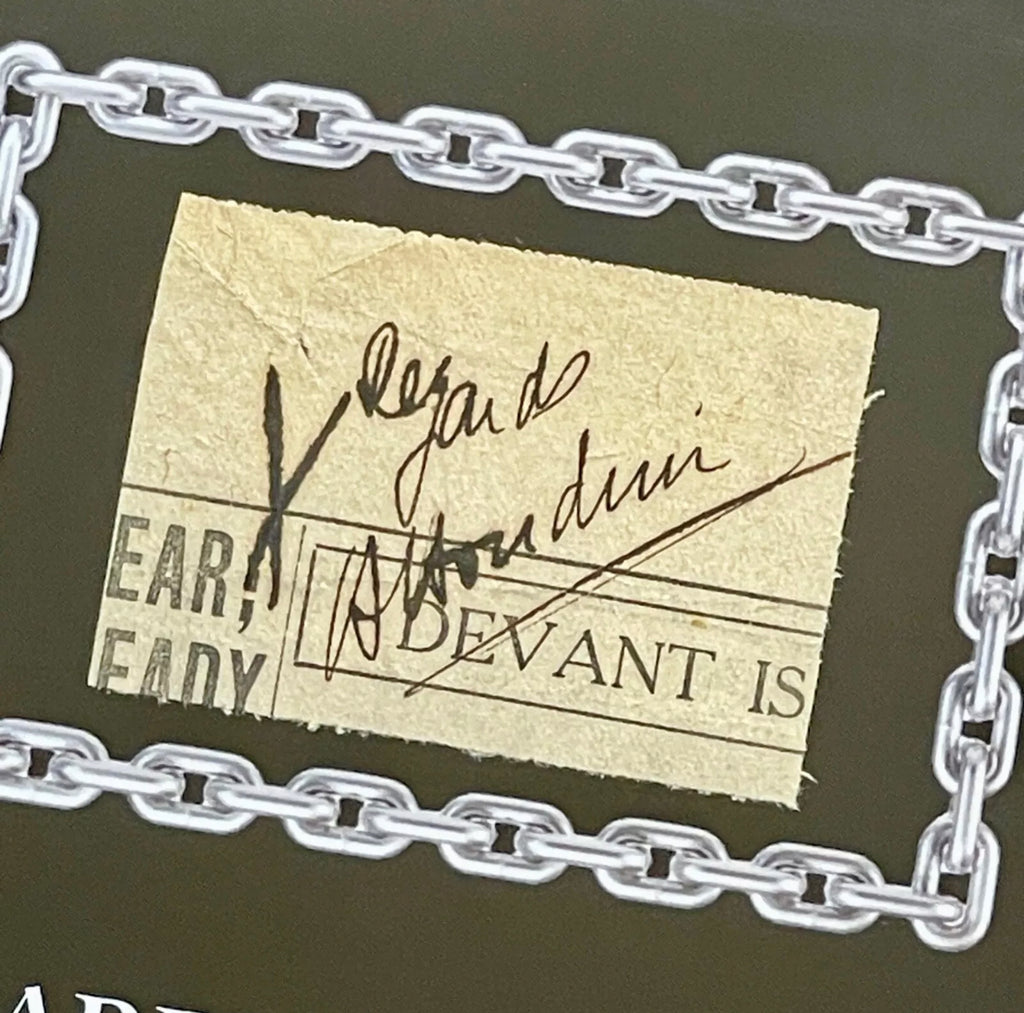 Regards
Houdini
EAR,
EADY
DEVANT IS